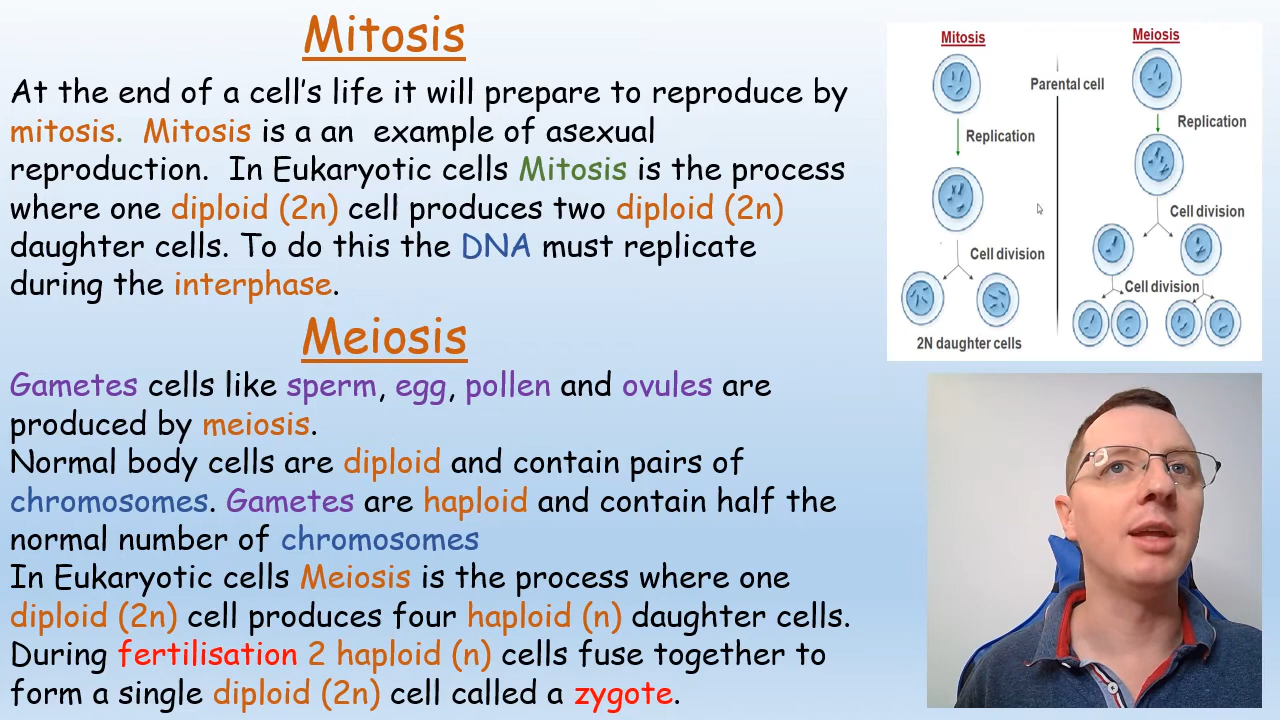 Mitosis
At the end of a cell's life it will prepare to reproduce by
mitosis. Mitosis is a an example of asexual
reproduction. In Eukaryotic cells Mitosis is the process
where one diploid (2n) cell produces two diploid (2n)
daughter cells. To do this the DNA must replicate
during the interphase.
Meiosis
Gametes cells like sperm, egg, pollen and ovules are
produced by meiosis.
Normal body cells are diploid and contain pairs of
chromosomes. Gametes are haploid and contain half the
normal number of chromosomes
In Eukaryotic cells Meiosis is the process where one
diploid (2n) cell produces four haploid (n) daughter cells.
During fertilisation 2 haploid (n) cells fuse together to
form a single diploid (2n) cell called a zygote.
Mitosis
Meiosis
Parental cell
Replication
Replication
Cell division
Cell division
Cell division
2N daughter cells